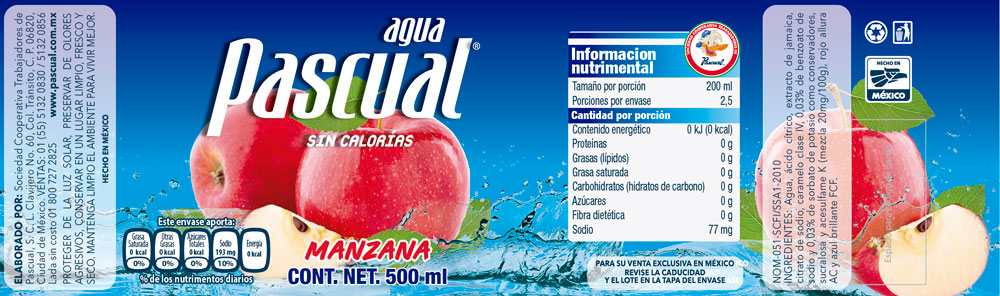 ELABORADO POR: Sociedad Cooperativa Trabajadores de
Pascual S. C. L., Clavijero No. 60, Col. Tránsito, C. P. 06820,
Ciudad de México. VENTAS: 01 (55) 5132 0830 / 5132 0856
Lada sin costo 01 800 727 2825 www.pascual.com.mx
PROTEGER DE LA LUZ SOLAR, PRESERVAR DE OLORES
AGRESIVOS, CONSERVAR EN UN LUGAR LIMPIO, FRESCO Y
SECO. MANTENGA LIMPIO EL AMBIENTE PARA VIVIR MEJOR.
HECHO EN MÉXICO
agua
Pascual®
SIN CALORÍAS
Este envase aporta:
Grasa Saturada 0 kcal 0%
Otras Grasas 0 kcal 0%
Azúcares Totales 0 kcal 0%
Sodio 193 mg 10%
Energía 0 kcal
% de los nutrimentos diarios
MANZANA
CONT. NET. 500 ml
Informacion
nutrimental
Pascual
Tamaño por porción 200 ml
Porciones por envase 2,5
Cantidad por porción
Contenido energético 0 kJ (0 kcal)
Proteínas 0 g
Grasas (lípidos) 0 g
Grasa saturada 0 g
Carbohidratos (hidratos de carbono) 0 g
Azúcares 0 g
Fibra dietética 0 g
Sodio 77 mg
PARA SU VENTA EXCLUSIVA EN MÉXICO
REVISE LA CADUCIDAD
Y EL LOTE EN LA TAPA DEL ENVASE
NOM-051-SCFI/SSA1-2010
INGREDIENTES: Agua, ácido cítrico, extracto de jamaica,
citrato de sodio, caramelo clase IV, 0,03% de benzoato de
sodio y 0,03% de sorbato de potasio como conservadores,
sucralosa y acesulfame K (mezcla 20mg/100g), rojo allura
AC y azul brillante FCF.
HECHO EN
MÉXICO